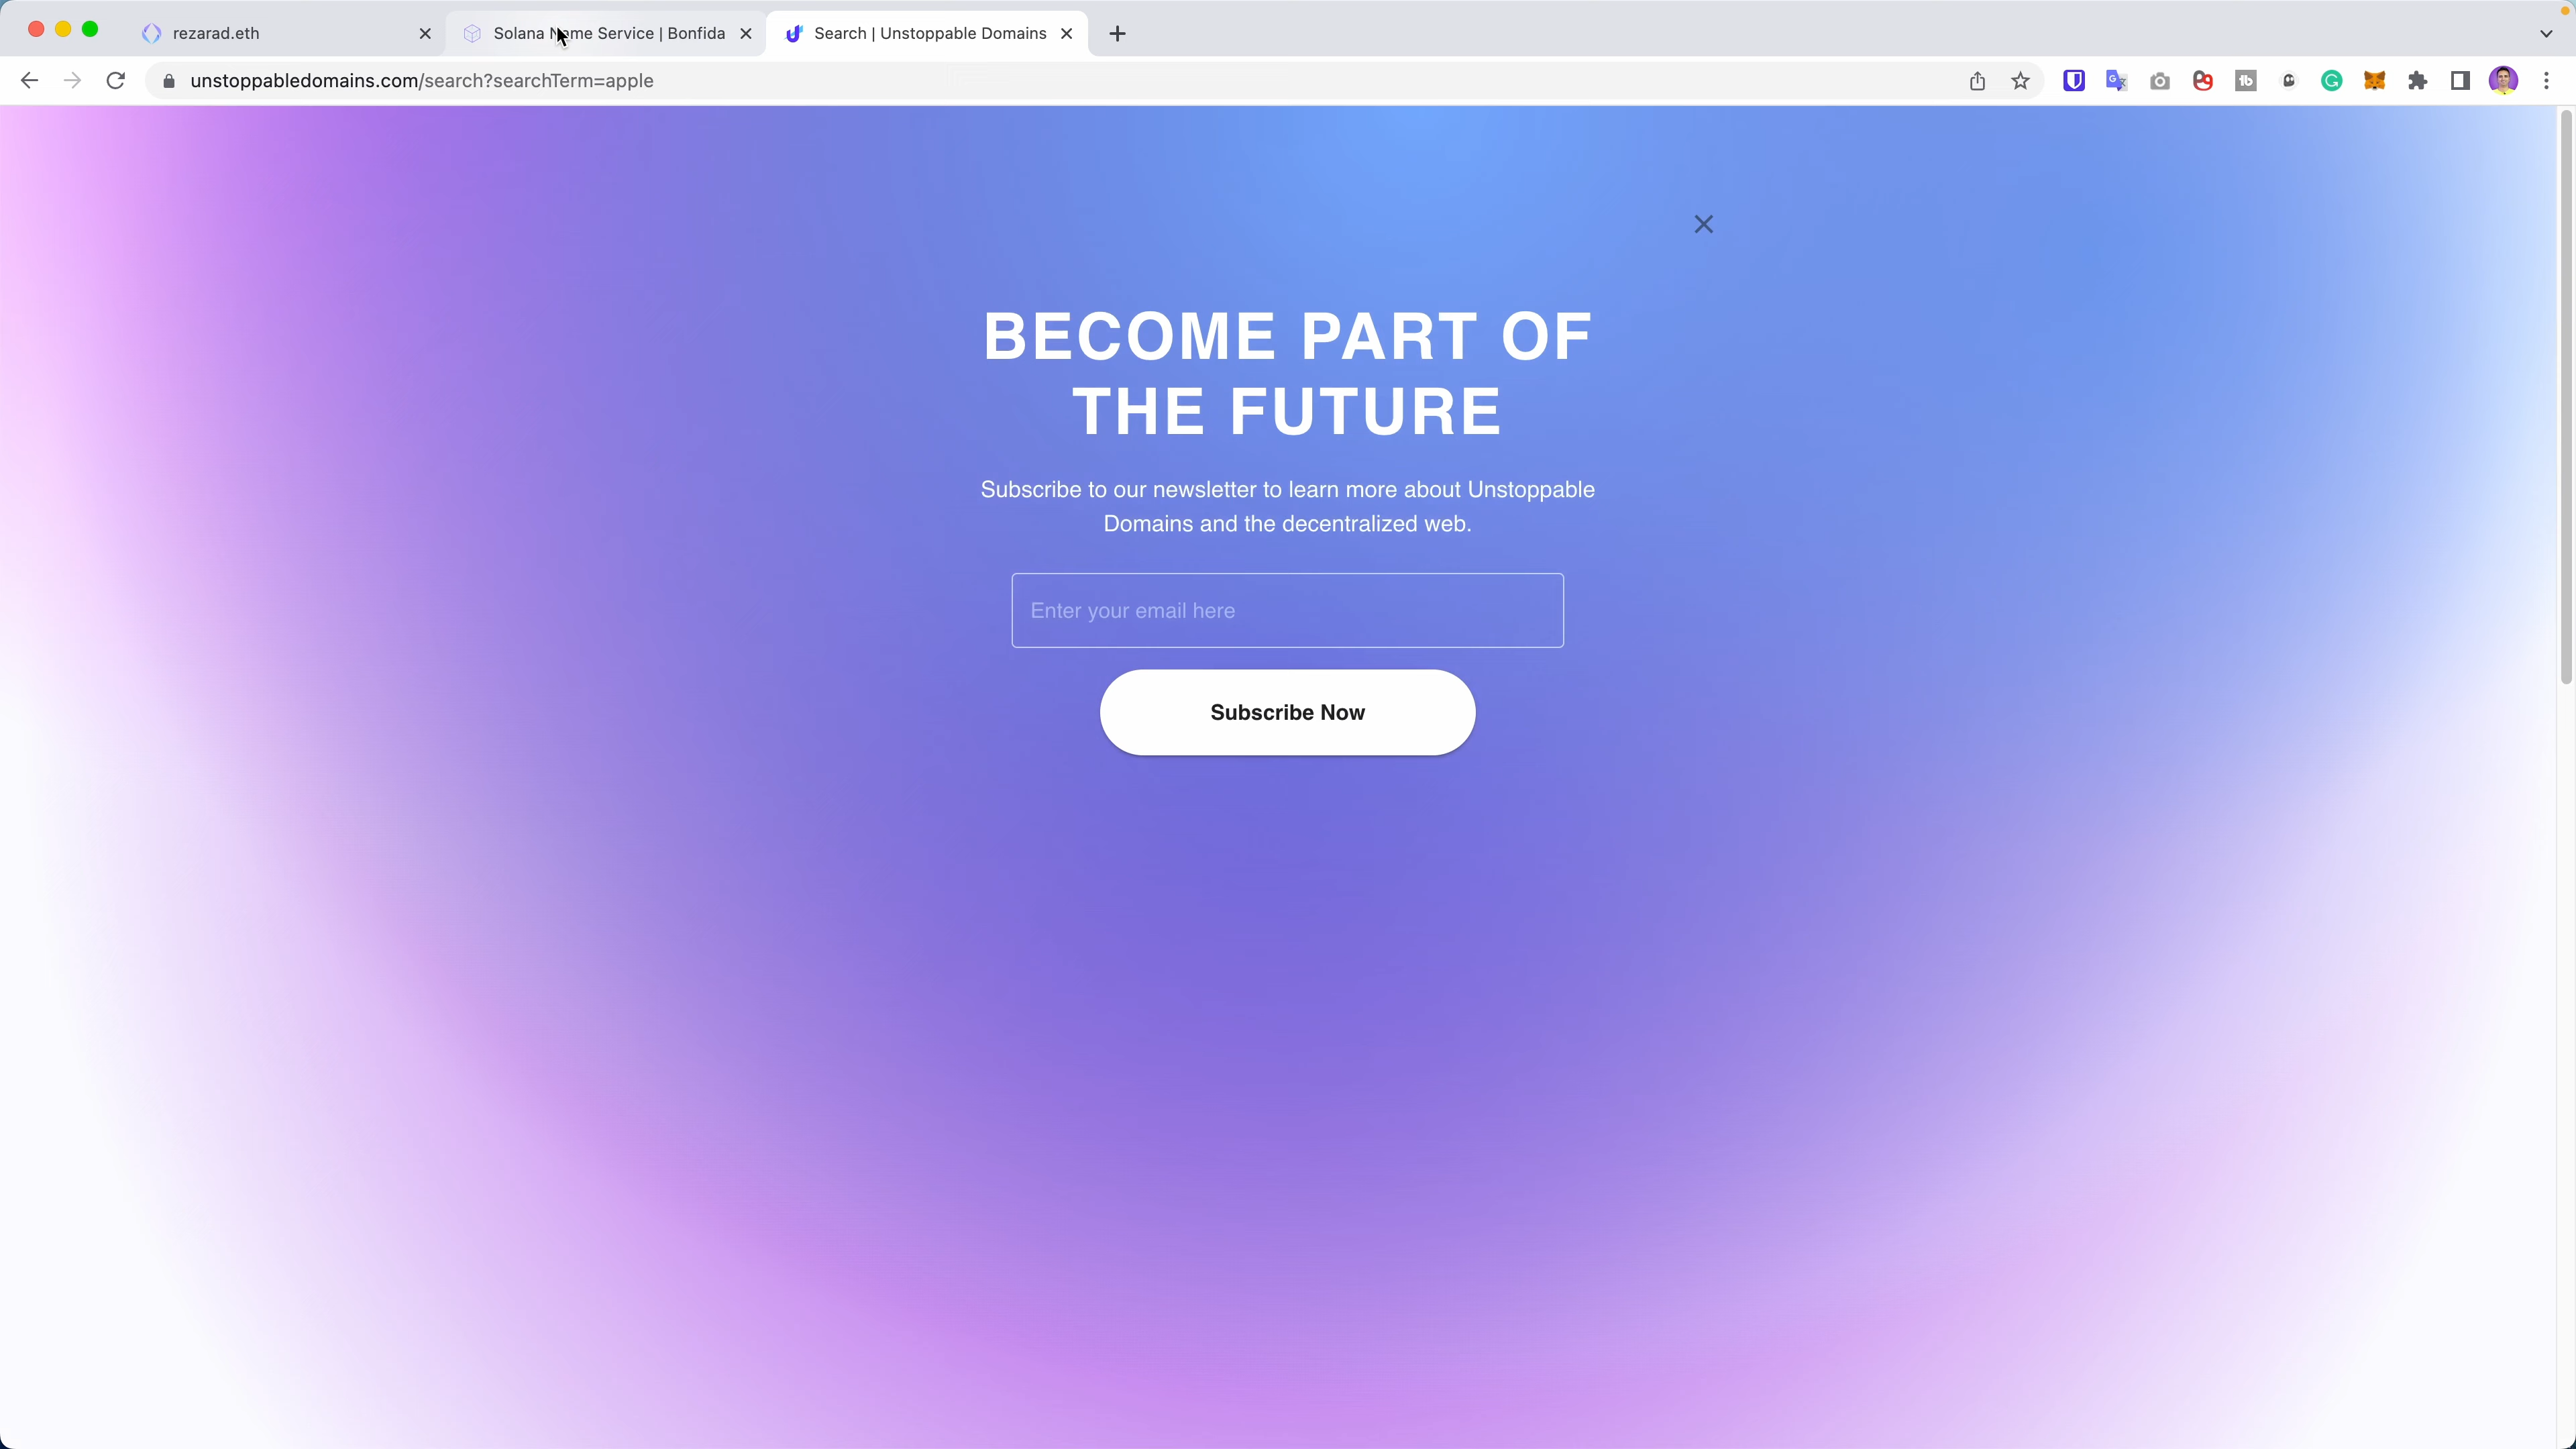 rezarad.eth
Solana Name Service | Bonfida
Search | Unstoppable Domains
unstoppabledomains.com/search?searchTerm=apple
BECOME PART OF
THE FUTURE
Subscribe to our newsletter to learn more about Unstoppable
Domains and the decentralized web.
Enter your email here
Subscribe Now